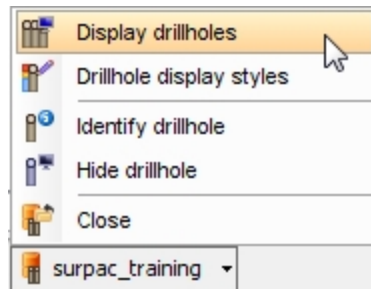 Display drillholes
Drillhole display styles
Identify drillhole
Hide drillhole
Close
surpac_training